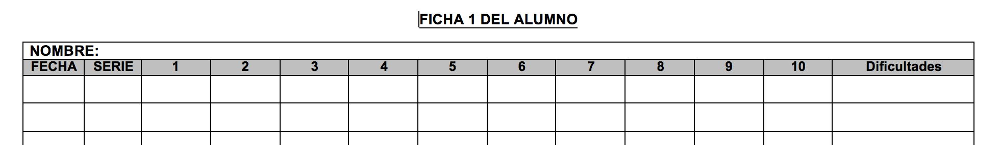 FICHA 1 DEL ALUMNO
NOMBRE:
FECHA SERIE 1 2 3 4 5 6 7 8 9 10 Dificultades